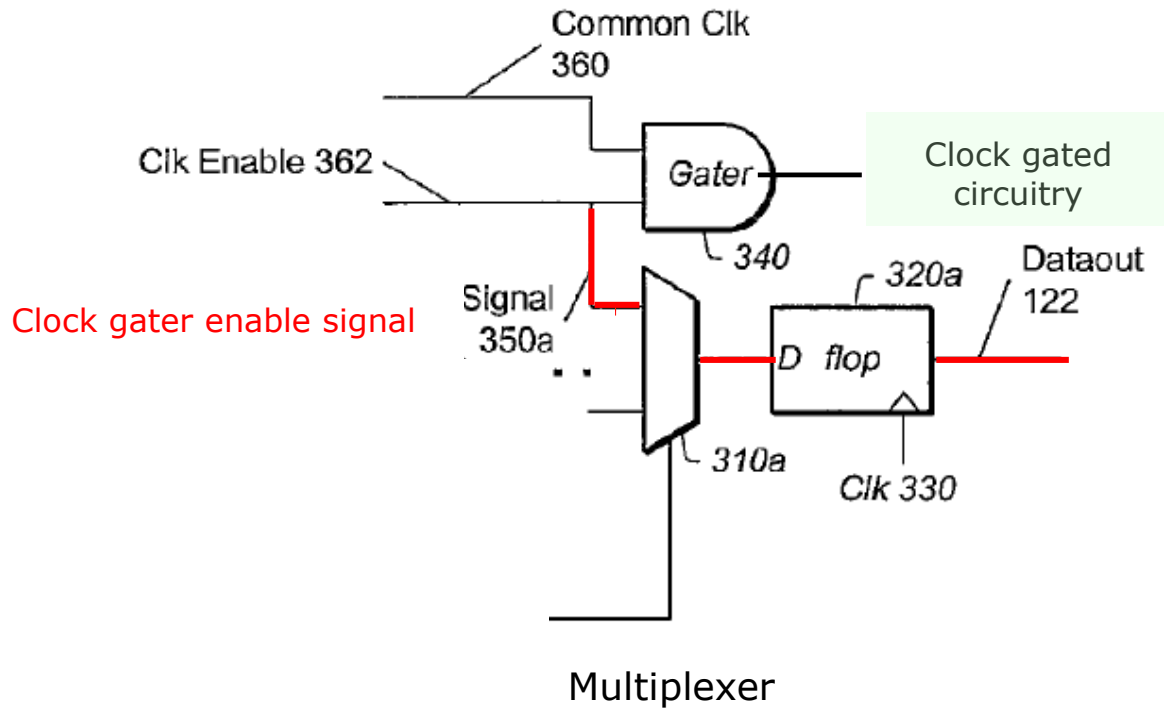 Common Clk
360
Clk Enable 362
Gater
Clock gated
circuitry
340
320a
Dataout
122
Signal
350a
Clock gater enable signal
. .
D flop
310a
Clk 330
Multiplexer